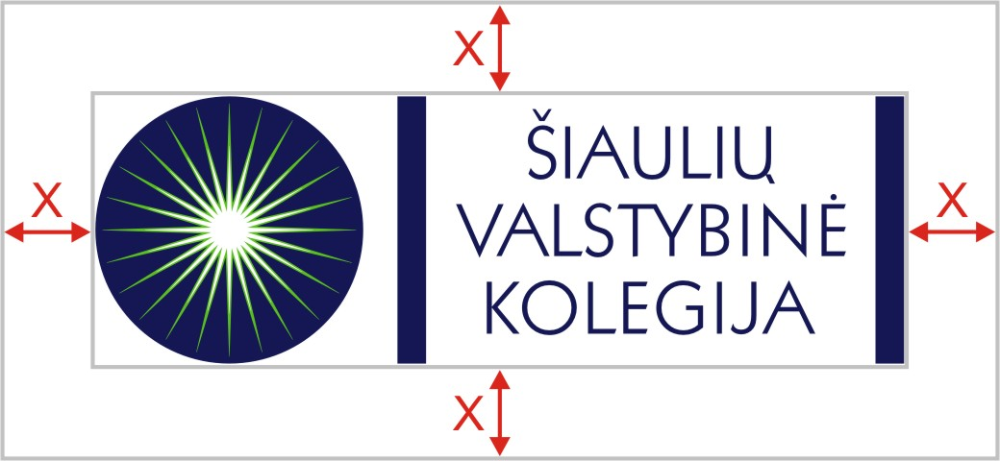 X
X
ŠIAULIŲ
VALSTYBINĖ
KOLEGIJA
X
X